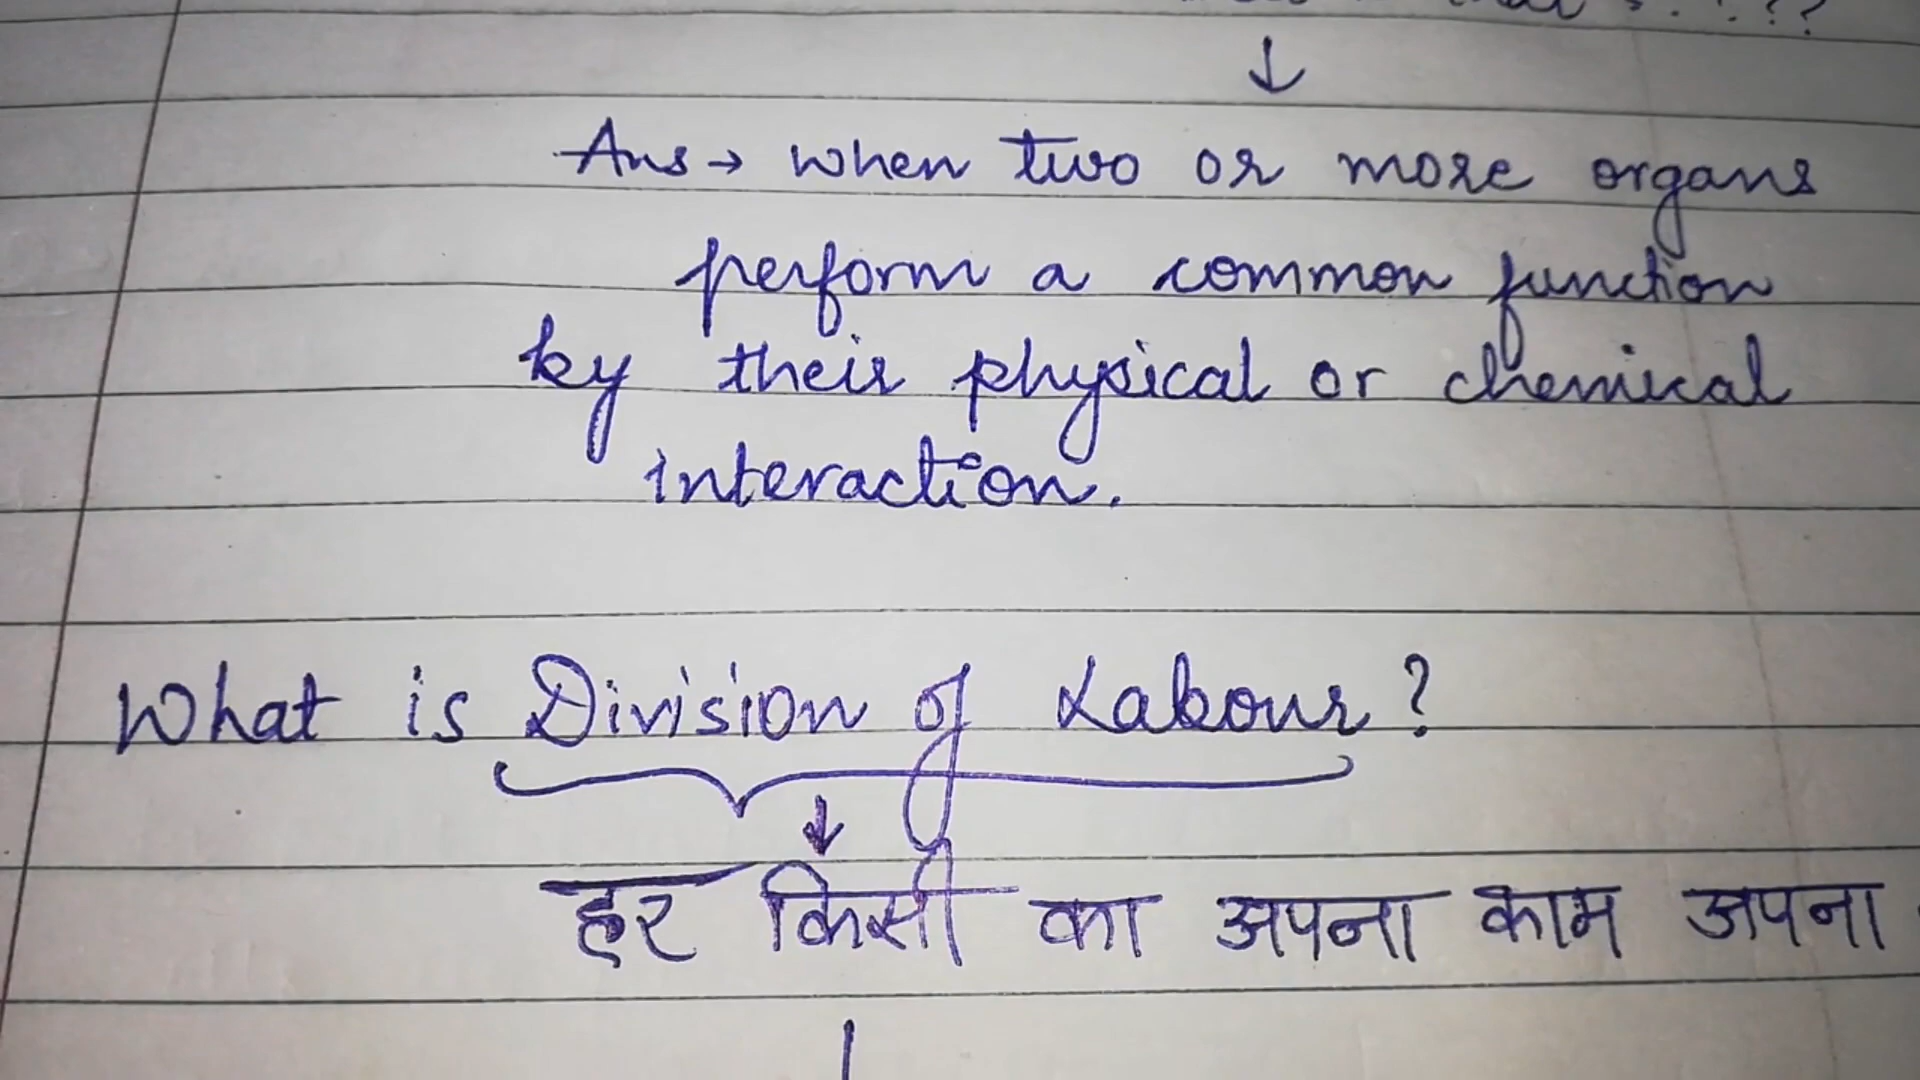 Ans → When two or more organs
perform a common function
by their physical or chemical
interaction.
What is Division of Labour?
हर किसी का अपना काम अपना